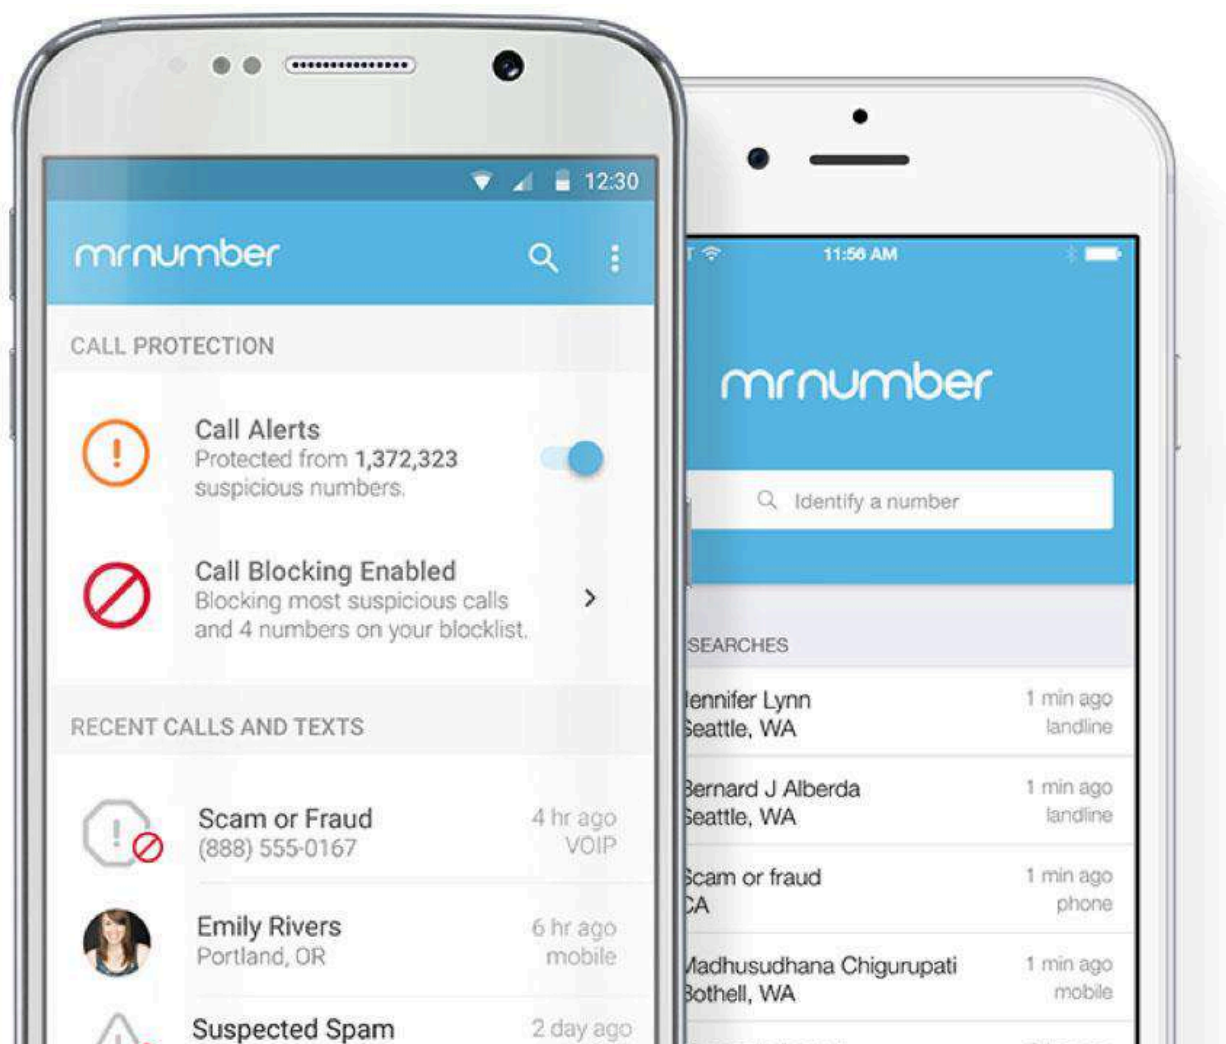 12:30
mrnumber
CALL PROTECTION
Call Alerts
Protected from 1,372,323
suspicious numbers.
Call Blocking Enabled
Blocking most suspicious calls
and 4 numbers on your blocklist.
RECENT CALLS AND TEXTS
Scam or Fraud
4 hr ago
(888) 555-0167
VOIP
Emily Rivers
6 hr ago
Portland, OR
mobile
Suspected Spam
2 day ago
11:56 AM
mrnumber
Identify a number
SEARCHES
Jennifer Lynn
1 min ago
Seattle, WA
landline
Bernard J Alberda
1 min ago
Seattle, WA
landline
Scam or fraud
1 min ago
CA
phone
Madhusudhana Chigurupati
1 min ago
Bothell, WA
mobile